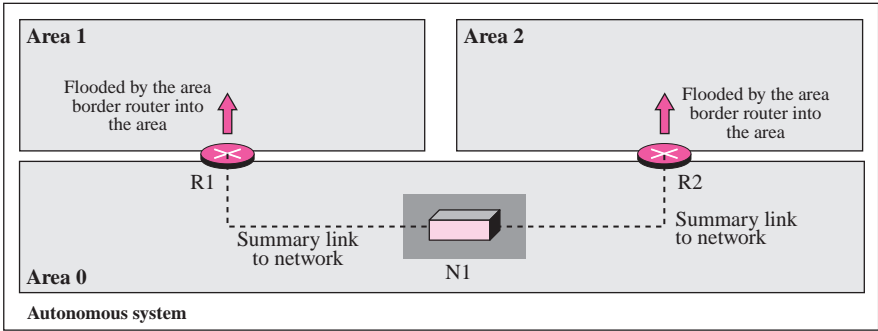 Area 1
Flooded by the area
border router into
the area
Area 2
Flooded by the area
border router into
the area
R1
R2
Summary link
to network
N1
Summary link
to network
Area 0
Autonomous system